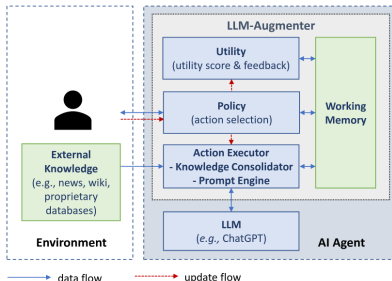 LLM-Augmenter
Utility
(utility score & feedback)
Policy
(action selection)
Working
Memory
External
Knowledge
(e.g., news, wiki,
proprietary
databases)
Action Executor
- Knowledge Consolidator
- Prompt Engine
LLM
(e.g., ChatGPT)
Environment
AI Agent
data flow
update flow